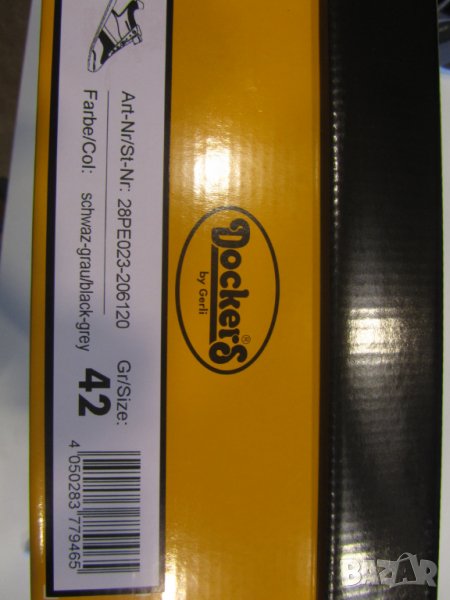 Art-Nr/St-Nr: 28PE023-206120
Farbe/Col: schwaz-grau/black-grey
Gr/Size:
42
4 050283 779465
Dockers®
by Gerli
BAZAR